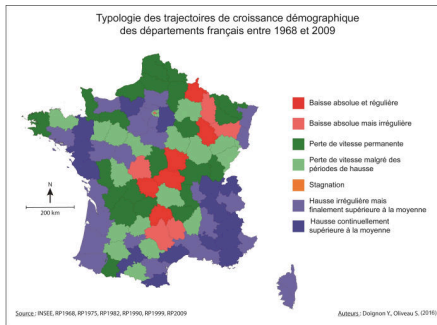 Typologie des trajectoires de croissance démographique
des départements français entre 1968 et 2009
Baisse absolue et régulière
Baisse absolue mais irrégulière
Perte de vitesse permanente
Perte de vitesse malgré des
périodes de hausse
Stagnation
Hausse irrégulière mais
finalement supérieure à la moyenne
Hausse continuellement
supérieure à la moyenne
N
200 km
Source : INSEE, RP1968, RP1975, RP1982, RP1990, RP1999, RP2009
Auteurs : Doignon Y., Oliveau S. (2016)